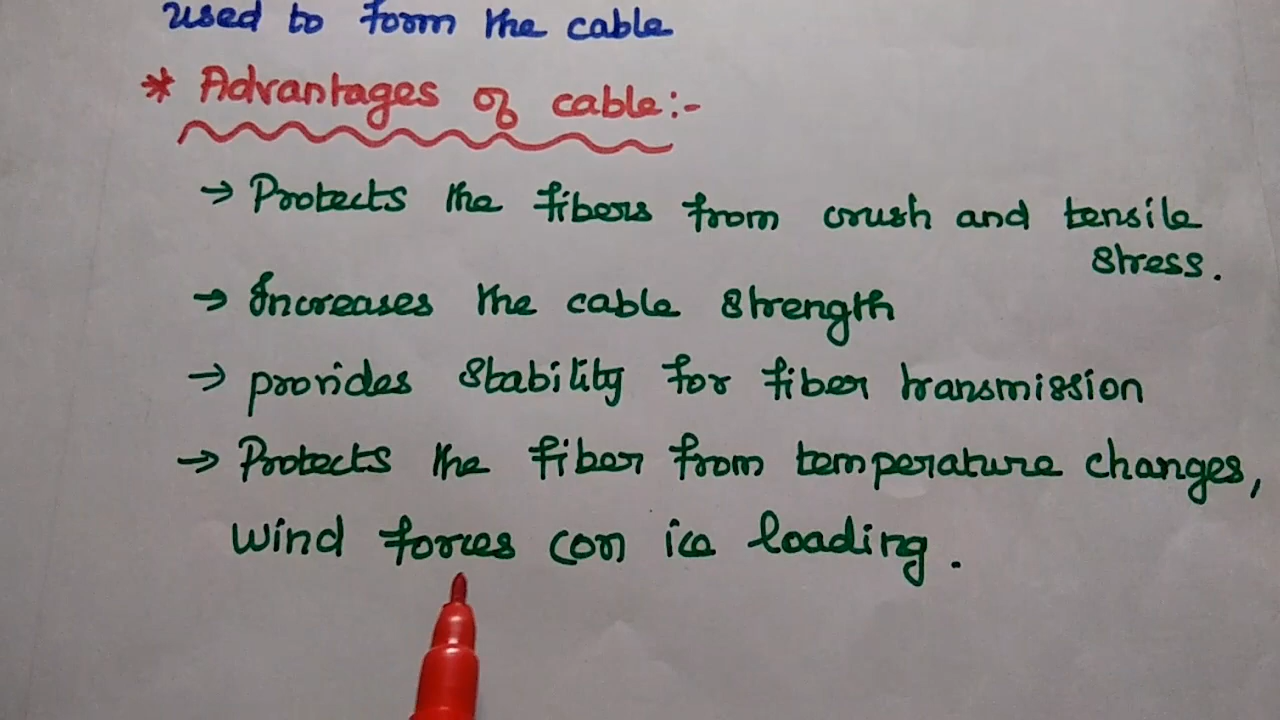 used to form the cable
* Advantages of cable:-
→ Protects the fibers from crush and tensile
stress.
→ Increases the cable strength
→ provides stability for fiber transmission
→ Protects the fiber from temperature changes,
wind forces (or) ice loading.